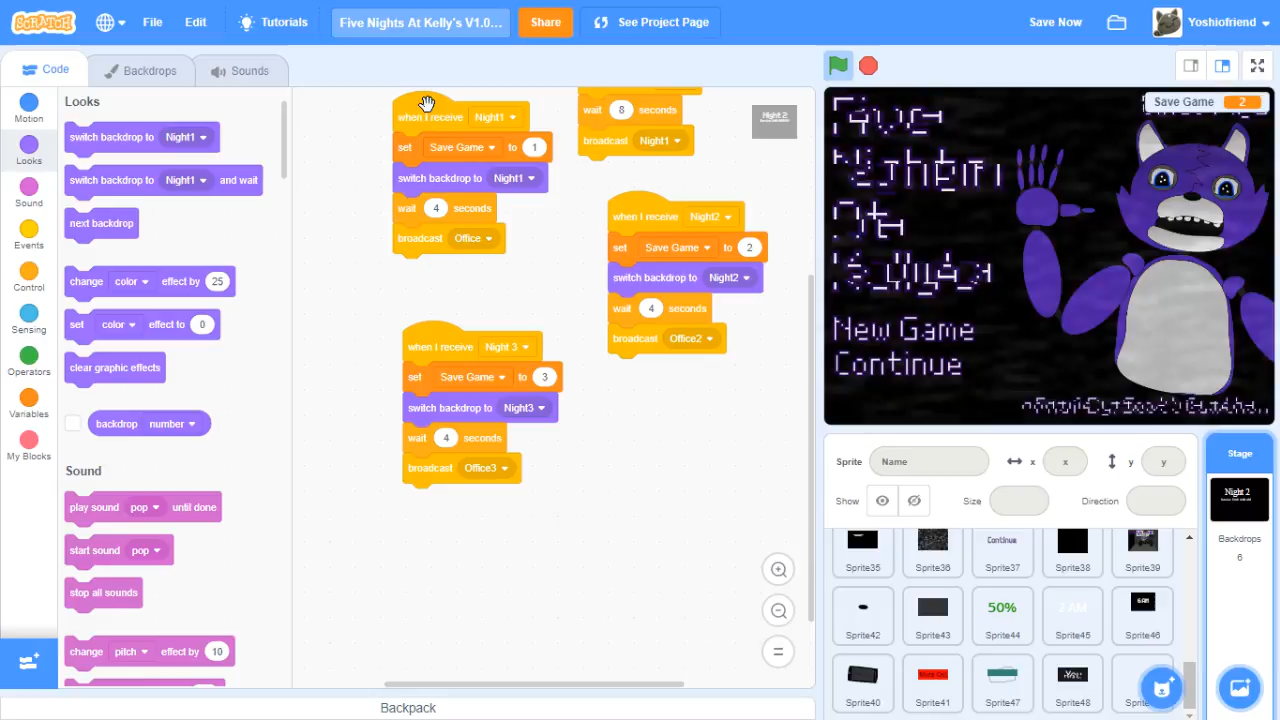 SCRATCH
File
Edit
Tutorials
Five Nights At Kelly's V1.0...
Share
See Project Page
Save Now
Yoshiofriend
Code
Backdrops
Sounds
Motion
Looks
Sound
Events
Control
Sensing
Operators
Variables
My Blocks
Looks
switch backdrop to Night1
switch backdrop to Night1 and wait
next backdrop
change color effect by 25
set color effect to 0
clear graphic effects
backdrop number
Sound
play sound pop until done
start sound pop
stop all sounds
change pitch effect by 10
when I receive Night1
set Save Game to 1
switch backdrop to Night1
wait 4 seconds
broadcast Office
wait 8 seconds
broadcast Night1
Night 2
when I receive Night2
set Save Game to 2
switch backdrop to Night2
wait 4 seconds
broadcast Office2
when I receive Night 3
set Save Game to 3
switch backdrop to Night3
wait 4 seconds
broadcast Office3
Backpack
Save Game 2
Five
Nights
At
Kelly's
New Game
Continue
Sprite
Name
x
x
y
y
Show
Size
Direction
Stage
Night 2
Backdrops
6
Continue
Sprite35
Sprite36
Sprite37
Sprite38
Sprite39
50%
2 AM
6 AM
Sprite42
Sprite43
Sprite44
Sprite45
Sprite46
Sprite40
Sprite41
Sprite47
Sprite48